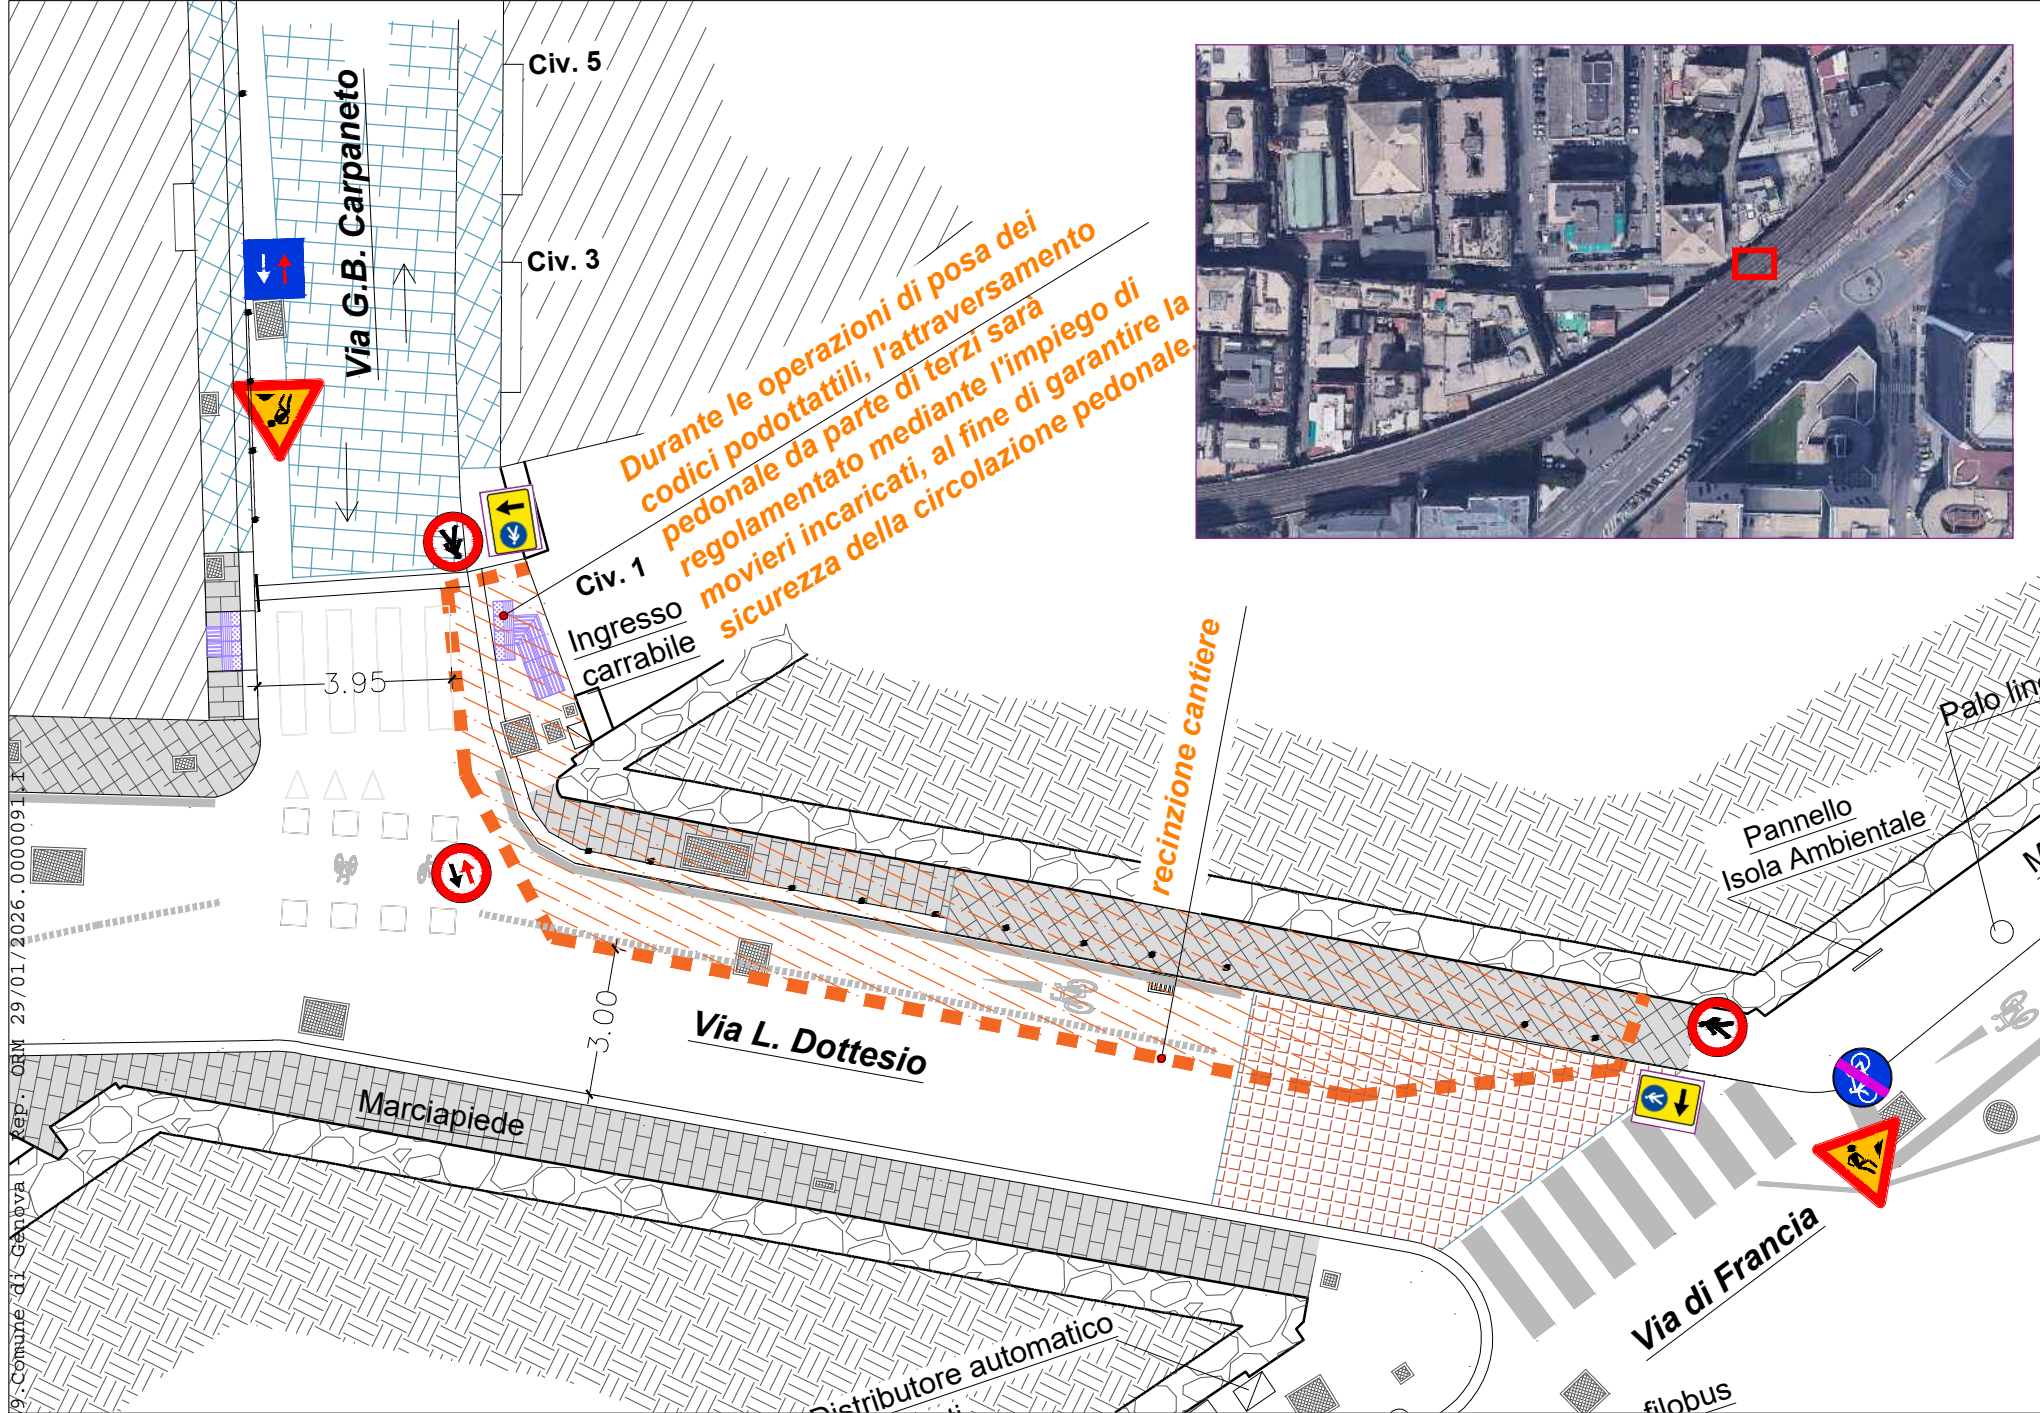 Civ. 5
Via G.B. Carpaneto
Civ. 3
Durante le operazioni di posa dei
codici podottattili, l'attraversamento
pedonale da parte di terzi sarà
regolamentato mediante l'impiego di
movieri incaricati, al fine di garantire la
sicurezza della circolazione pedonale.
Civ. 1
Ingresso
carrabile
3.95
recinzione cantiere
Palo
Pannello
Isola Ambientale
3.00
Via L. Dottesio
Marciapiede
Via di Francia
Distributore automatico
filobus
Comune di Genova - Rep. ORM 29/01/2026.0000091.I